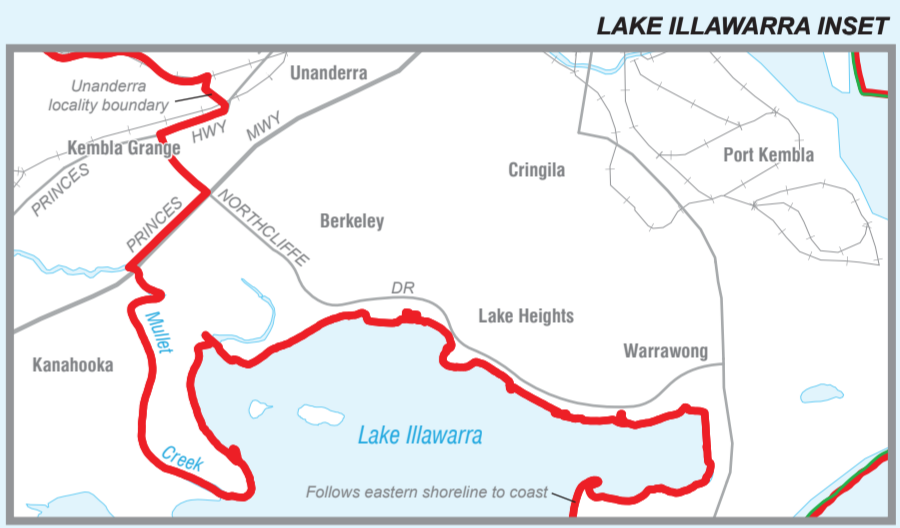 LAKE ILLAWARRA INSET
Unanderra
Unanderra
locality boundary
HWY
MWY
Kembla Grange
PRINCES
Port Kembla
Cringila
PRINCES
NORTHCLIFFE
Berkeley
DR
Lake Heights
Mullet
Warrawong
Kanahooka
Lake Illawarra
Creek
Follows eastern shoreline to coast